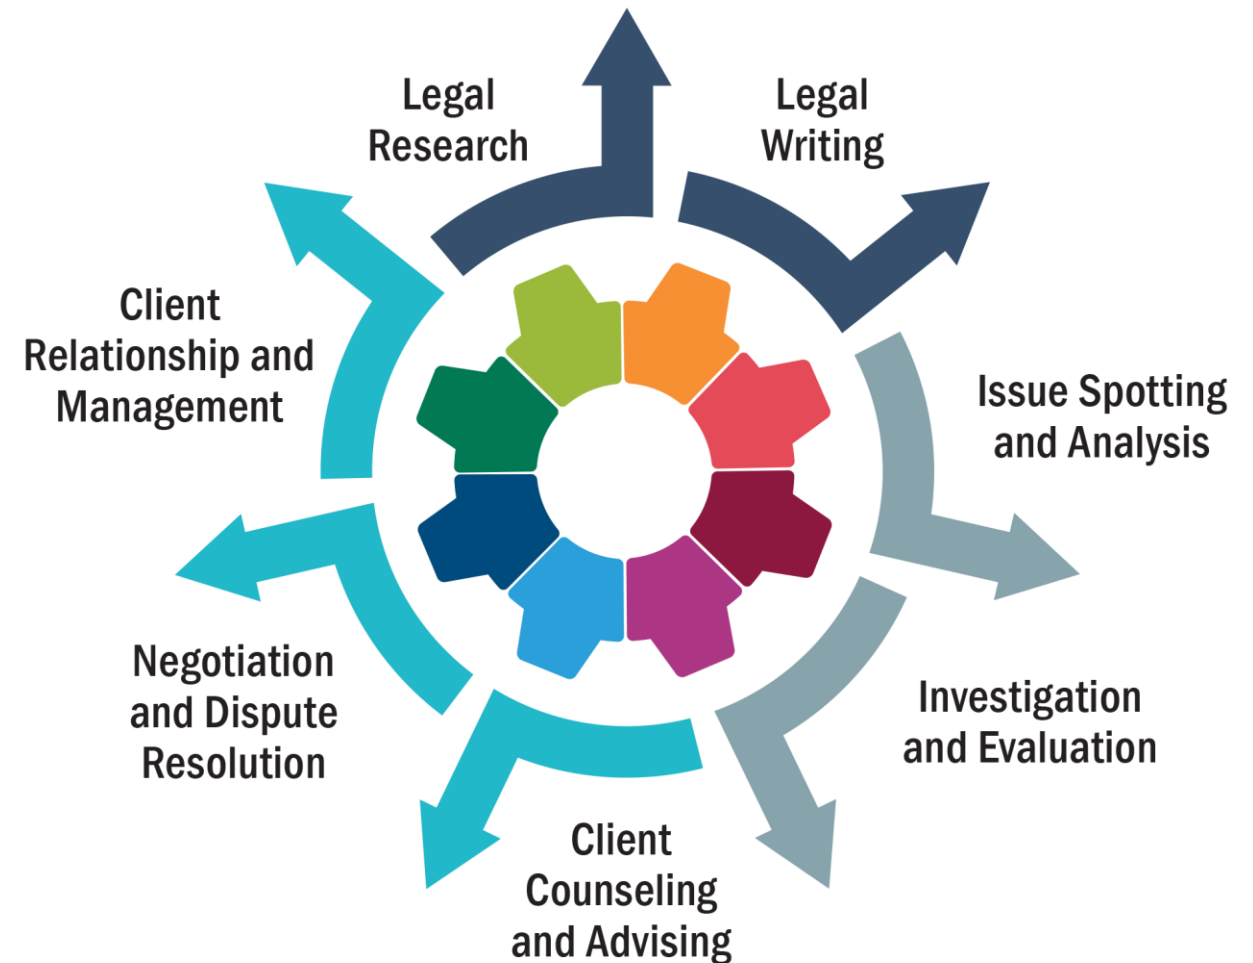 Legal
Research
Legal
Writing
Issue Spotting
and Analysis
Investigation
and Evaluation
Client
Counseling
and Advising
Negotiation
and Dispute
Resolution
Client
Relationship and
Management